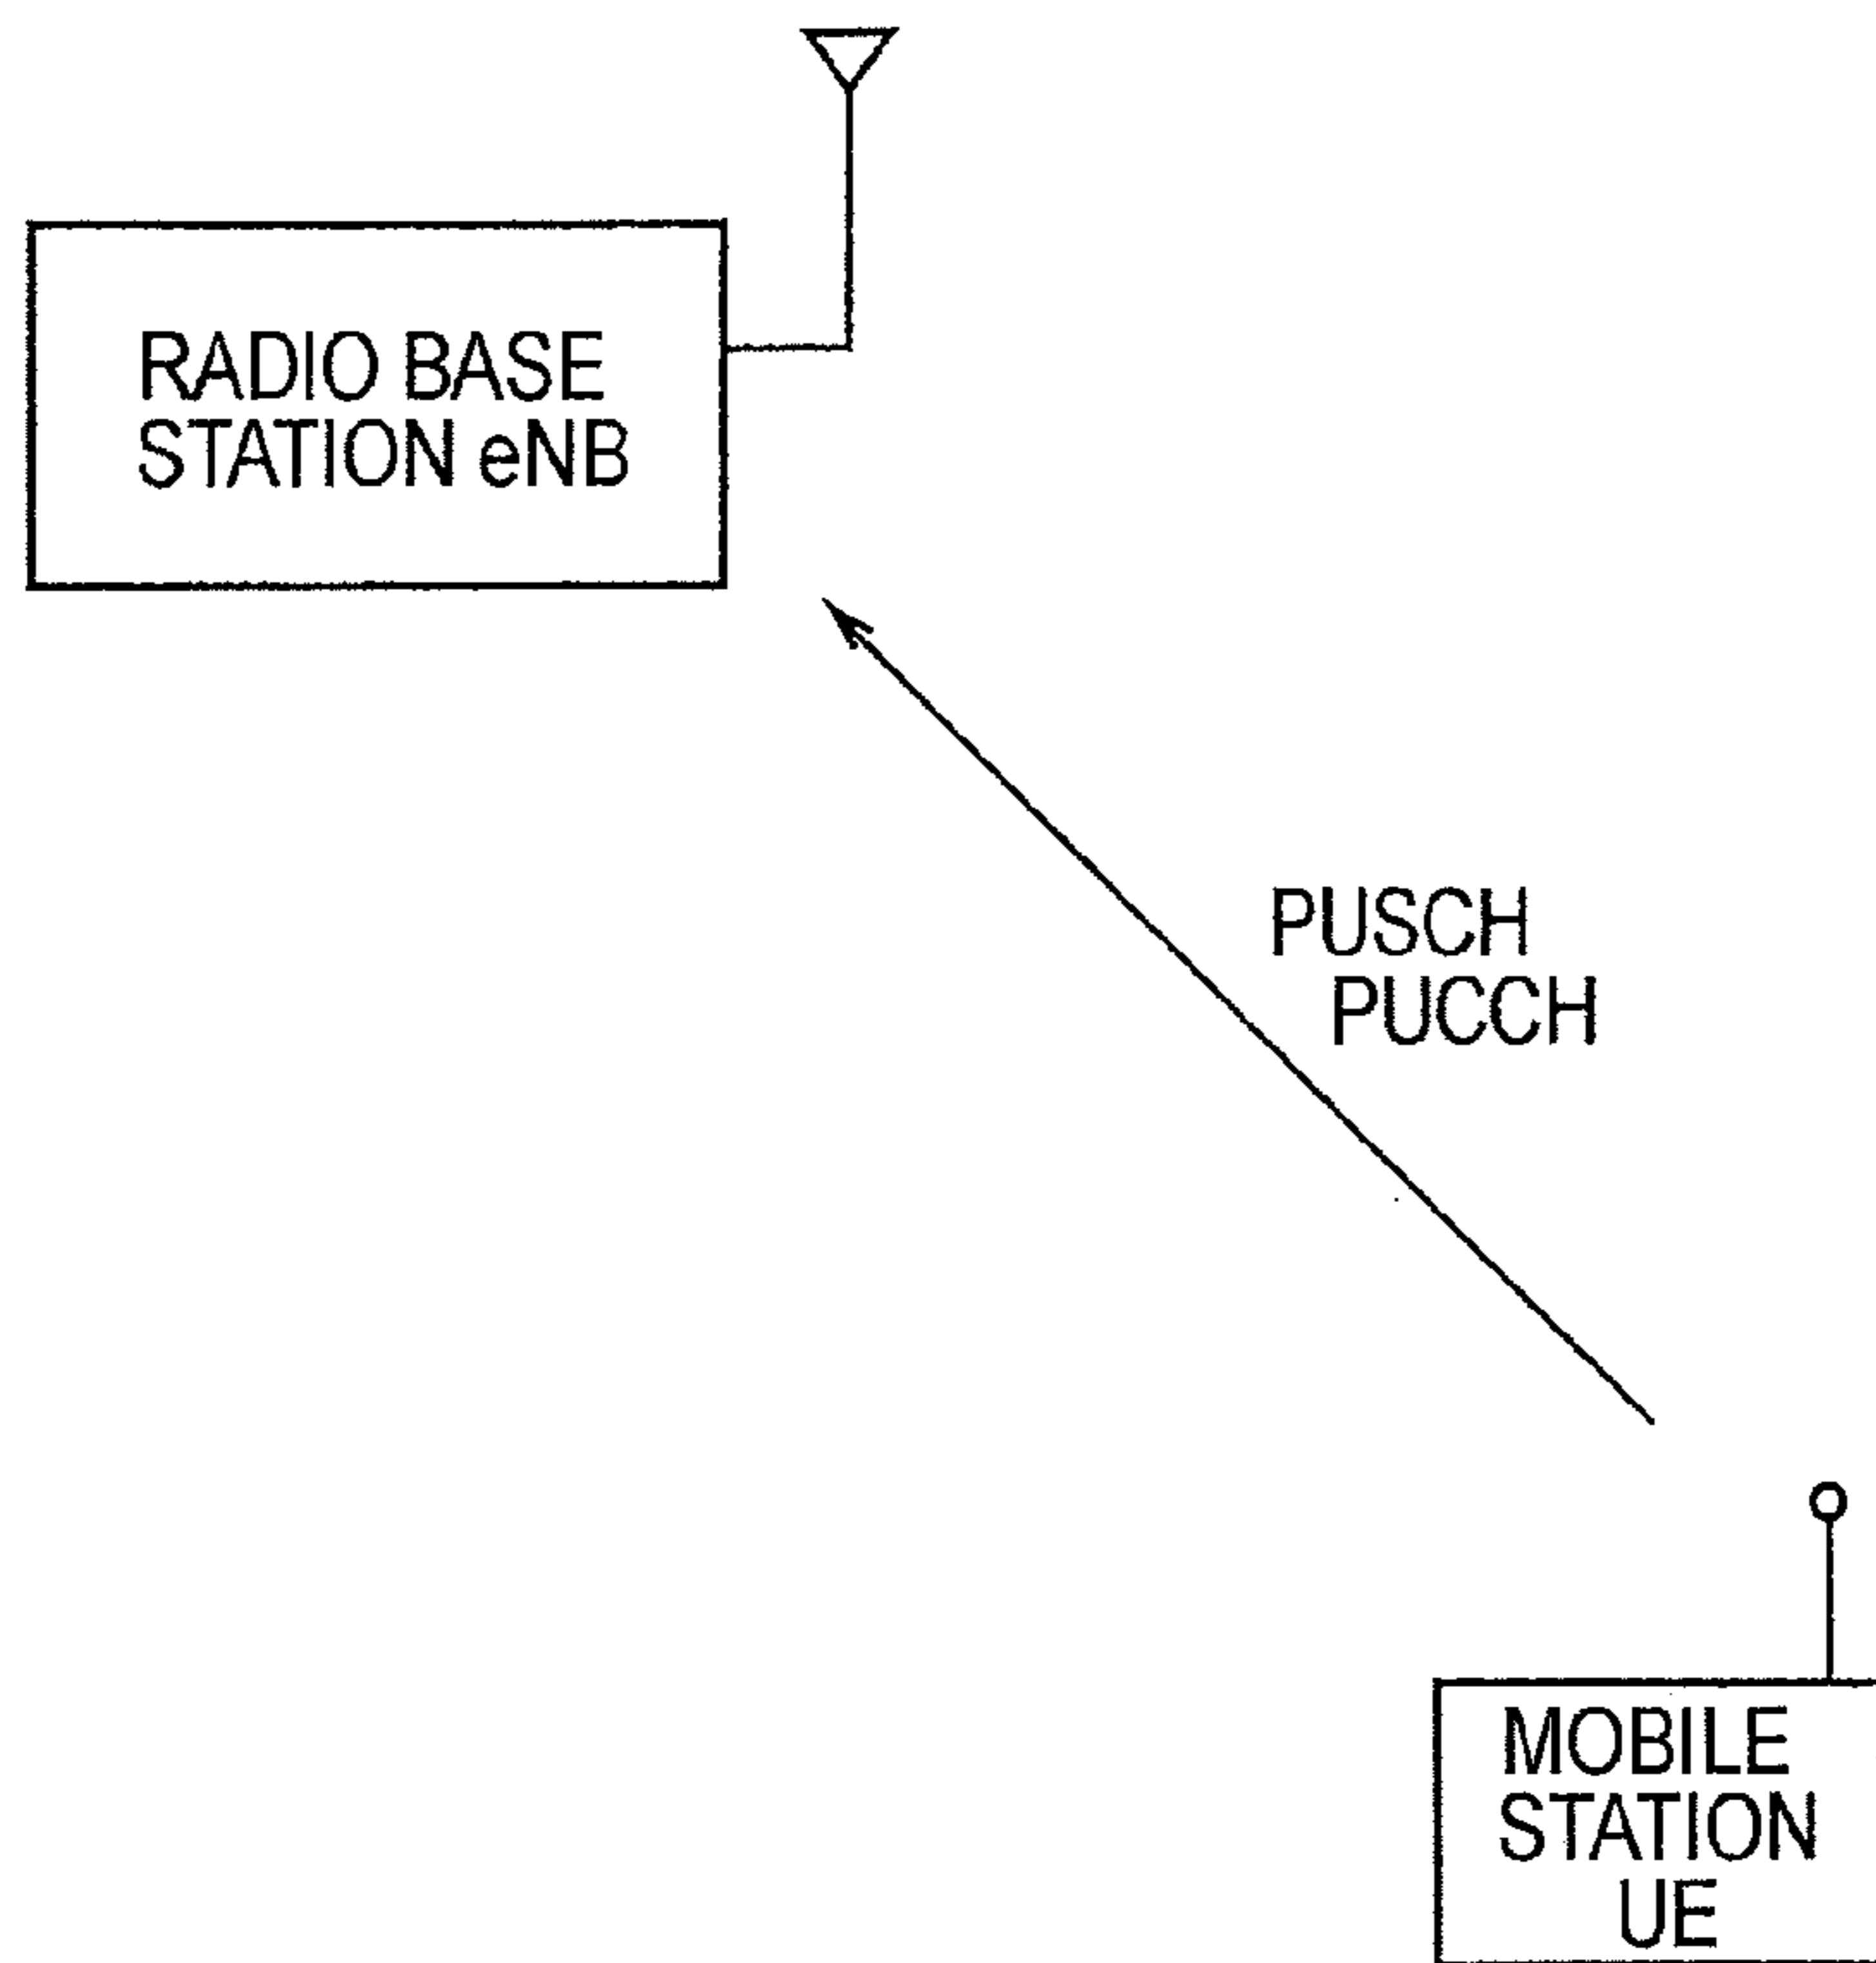 RADIO BASE
STATION eNB
PUSCH
PUCCH
MOBILE
STATION
UE